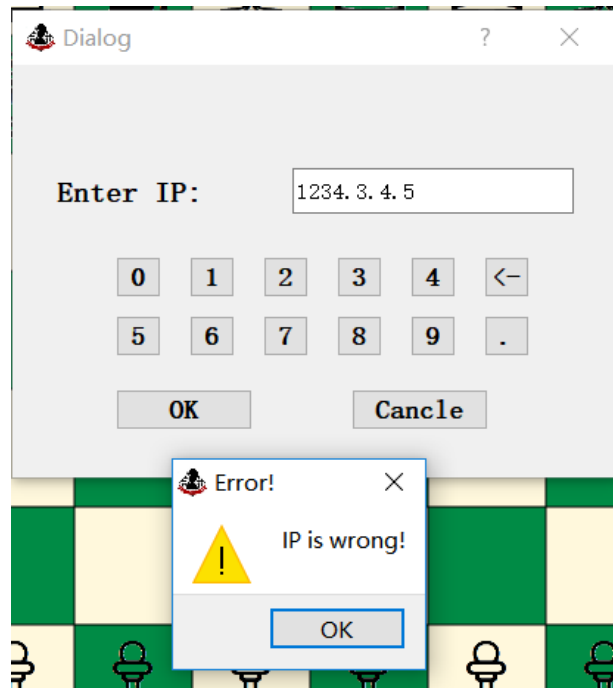 Dialog ?
Enter IP: 1234.3.4.5
0 1 2 3 4 <-
5 6 7 8 9 .
OK Cancle
Error!
IP is wrong!
!
OK